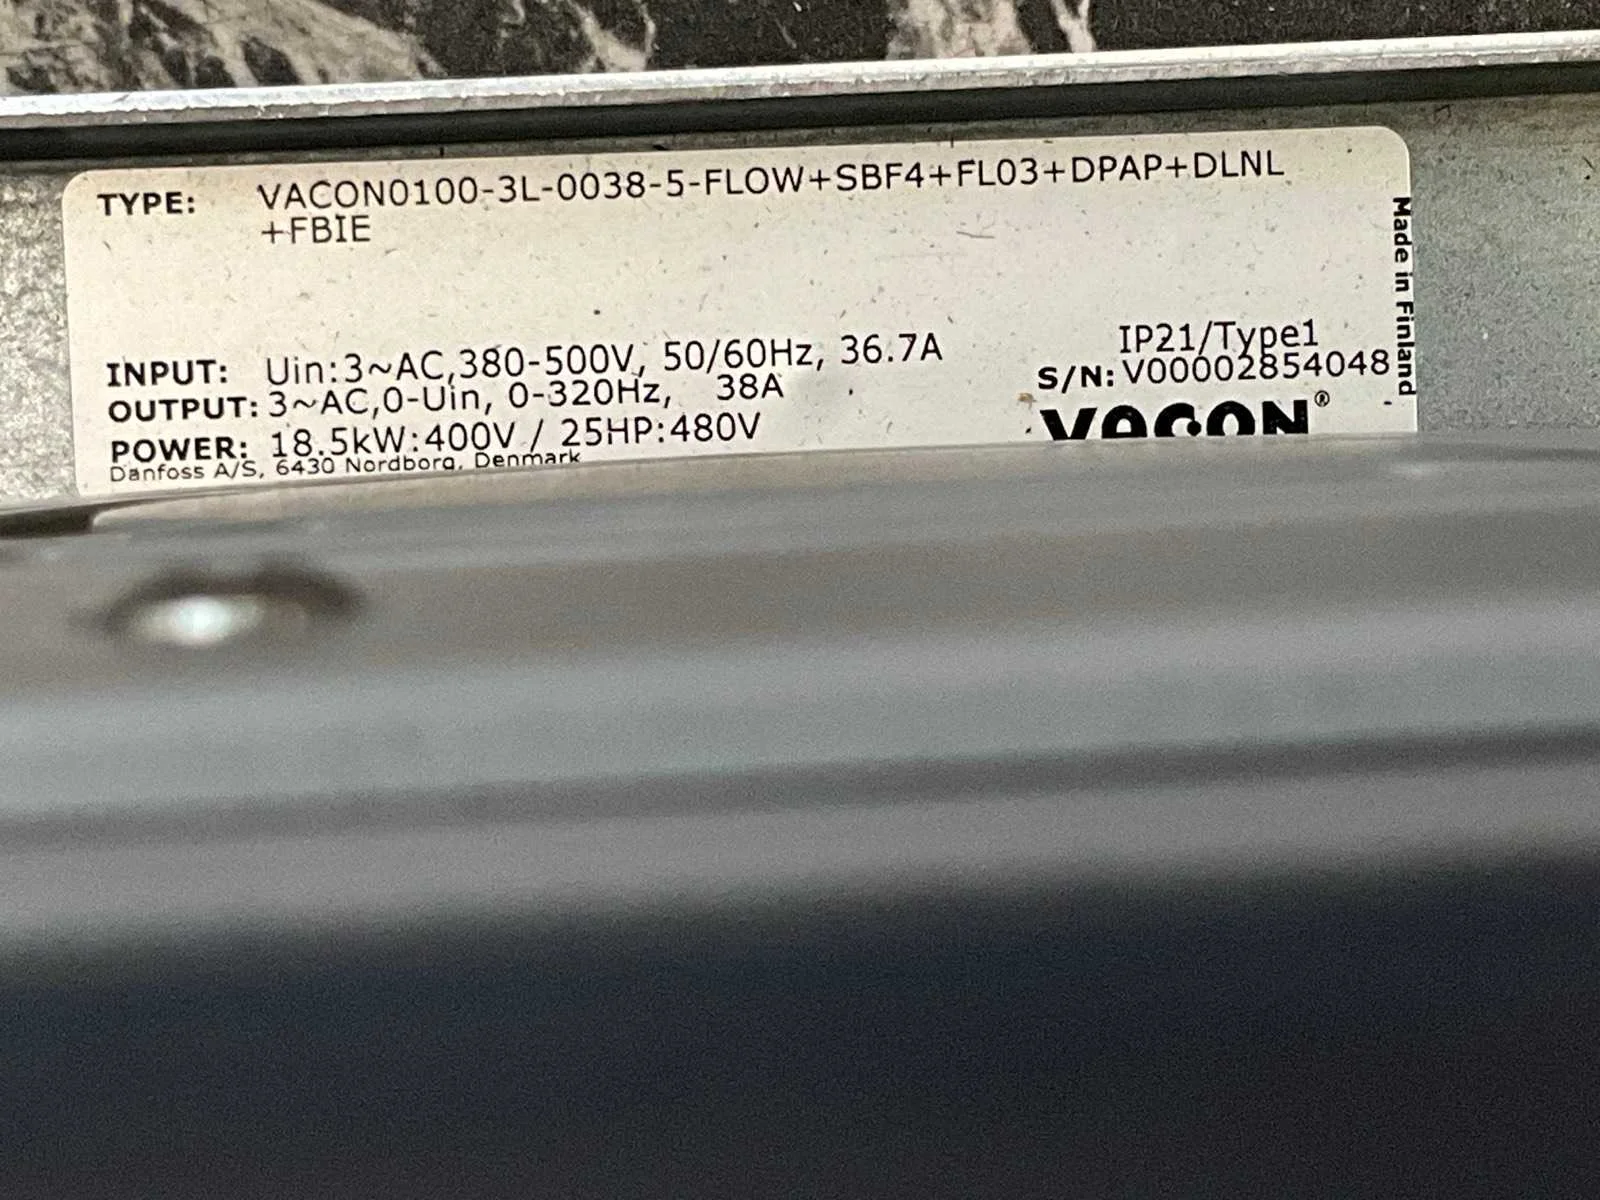 TYPE: VACON0100-3L-0038-5-FLOW+SBF4+FL03+DPAP+DLNL
+FBIE
Made in Finland
INPUT: Uin:3~AC,380-500V, 50/60Hz, 36.7A
OUTPUT: 3~AC,0-Uin, 0-320Hz, 38A
POWER: 18.5kW:400V / 25HP:480V
Danfoss A/S, 6430 Nordborg, Denmark
IP21/Type1
S/N: V00002854048
VACON®